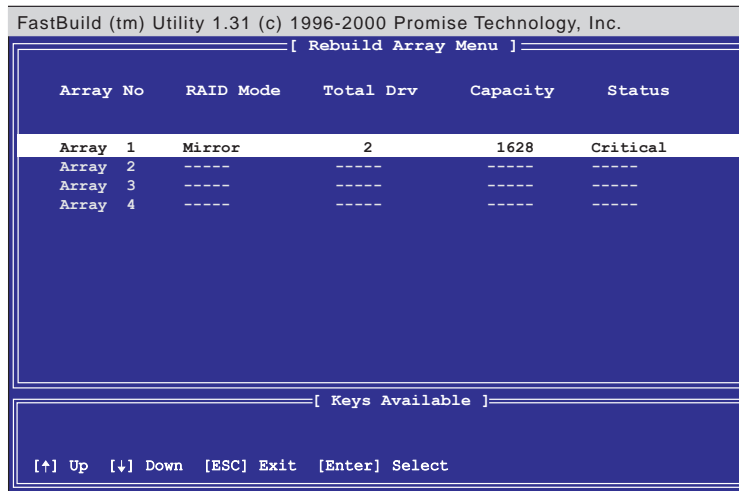 FastBuild (tm) Utility 1.31 (c) 1996-2000 Promise Technology, Inc.
[ Rebuild Array Menu ]
Array No RAID Mode Total Drv Capacity Status
Array 1 Mirror 2 1628 Critical
Array 2 ----- ----- ----- -----
Array 3 ----- ----- ----- -----
Array 4 ----- ----- ----- -----
[ Keys Available ]
[↑] Up [↓] Down [ESC] Exit [Enter] Select